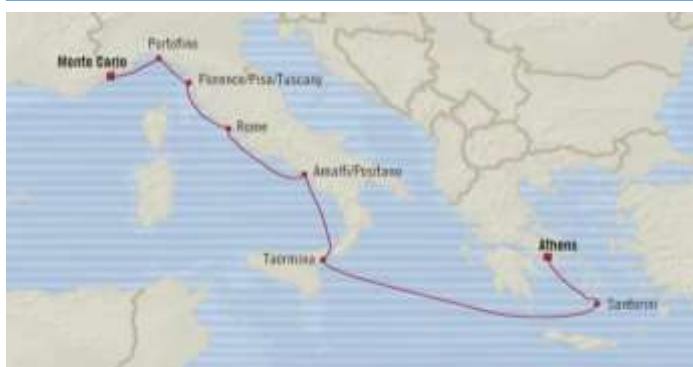 Portofino
Monte Carlo
Florence/Pisa/Tuscany
Rome
Amalfi/Positano
Athens
Taormina
Santorini